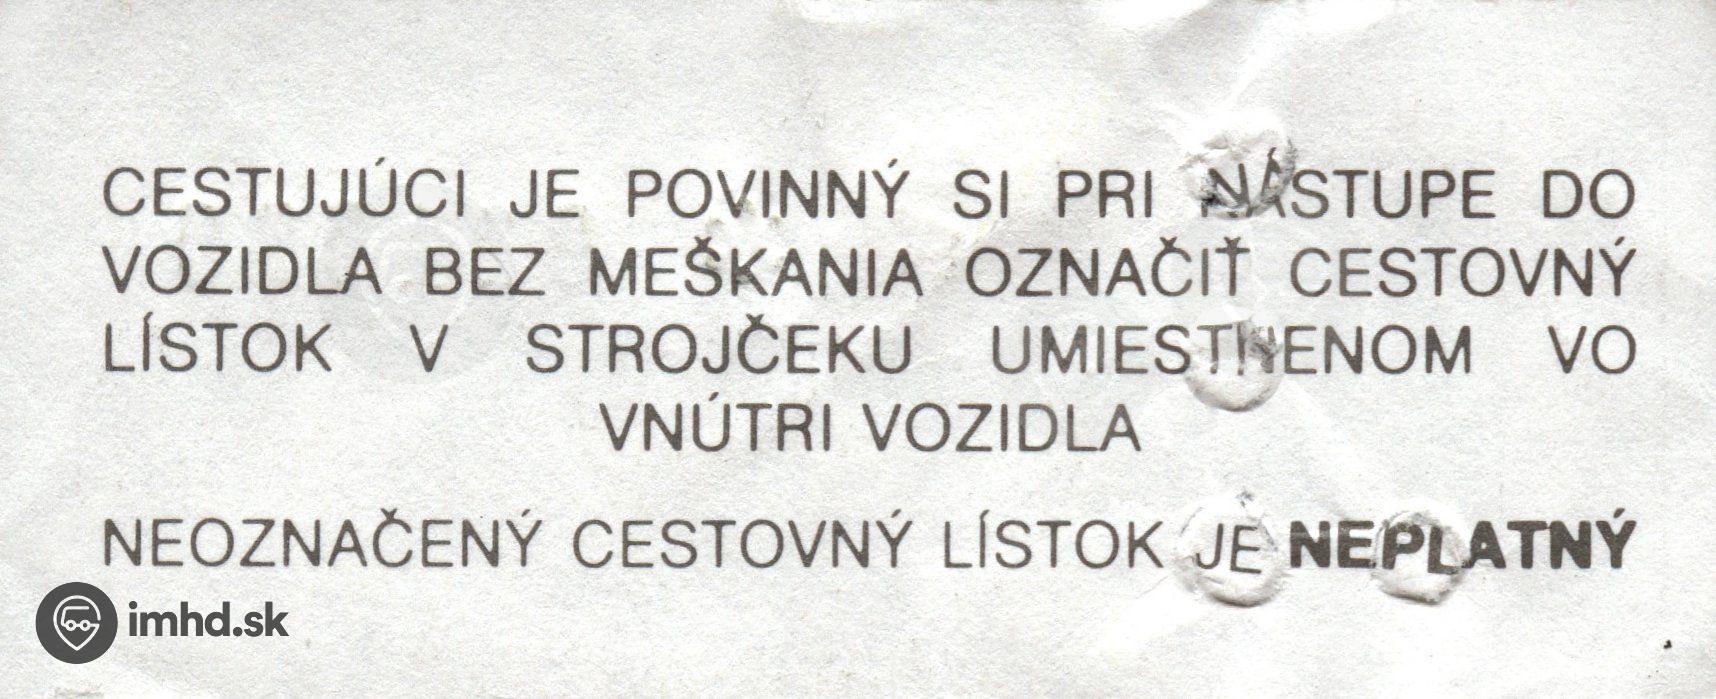 CESTUJÚCI JE POVINNÝ SI PRI NÁSTUPE DO
VOZIDLA BEZ MEŠKANIA OZNAČIŤ CESTOVNÝ
LÍSTOK V STROJČEKU UMIESTNENOM VO
VNÚTRI VOZIDLA
NEOZNAČENÝ CESTOVNÝ LÍSTOK JE NEPLATNÝ
imhd.sk